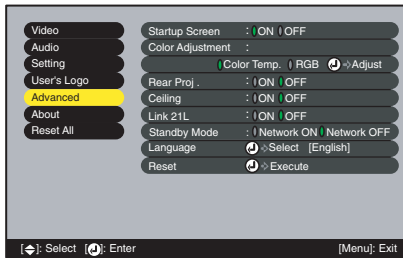 Video
Audio
Setting
User's Logo
Advanced
About
Reset All
Startup Screen : ON OFF
Color Adjustment :
Color Temp. RGB Adjust
Rear Proj . : ON OFF
Ceiling : ON OFF
Link 21L : ON OFF
Standby Mode : Network ON Network OFF
Language Select [English]
Reset Execute
[ ]: Select [ ]: Enter [Menu]: Exit